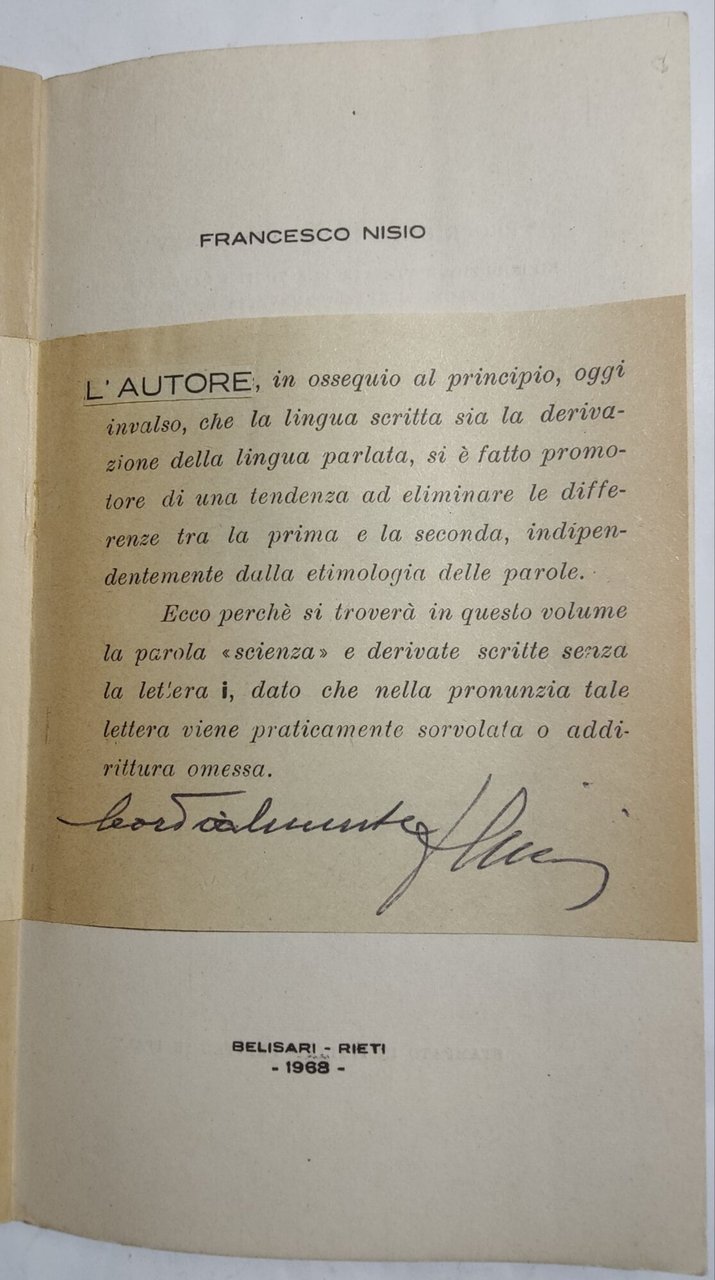 FRANCESCO NISIO
L'AUTORE, in ossequio al principio, oggi
invalso, che la lingua scritta sia la deriva-
zione della lingua parlata, si è fatto promo-
tore di una tendenza ad eliminare le diffe-
renze tra la prima e la seconda, indipen-
dentemente dalla etimologia delle parole.
Ecco perchè si troverà in questo volume
la parola «scienza» e derivate scritte senza
la lettera i, dato che nella pronunzia tale
lettera viene praticamente sorvolata o addi-
rittura omessa.
Cordialmente
BELISARI - RIETI
- 1968 -